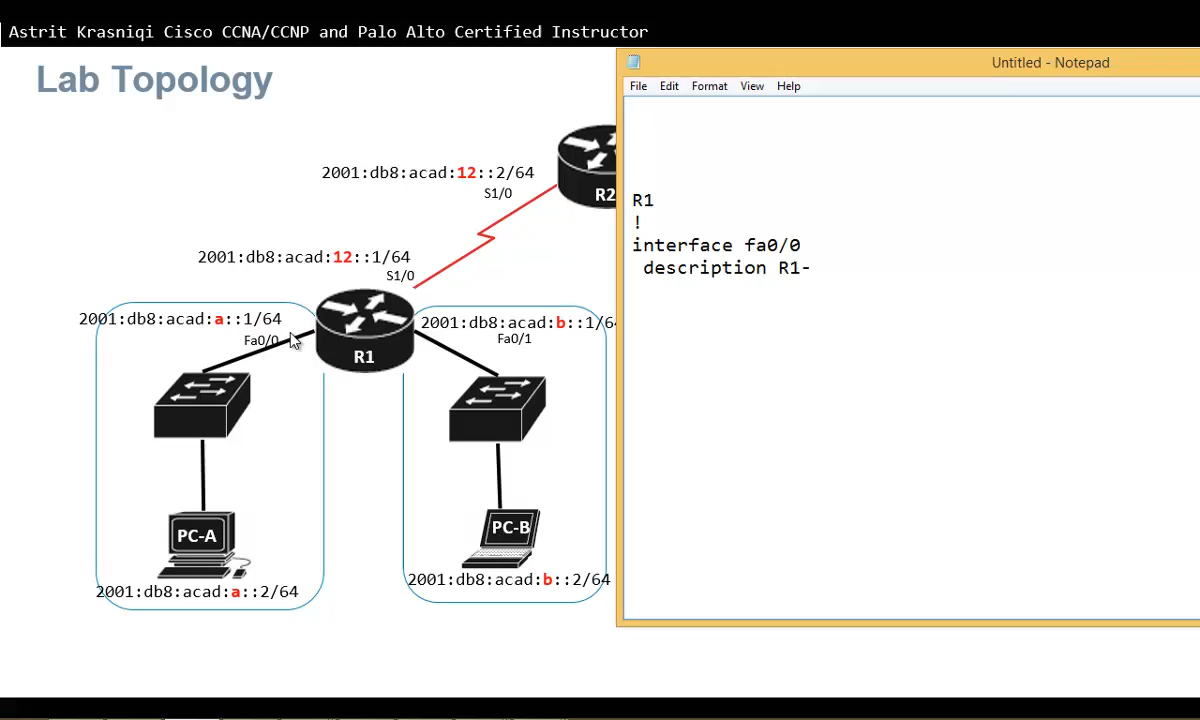 Astrit Krasniqi Cisco CCNA/CCNP and Palo Alto Certified Instructor
Lab Topology
2001:db8:acad:12::2/64
S1/0
R2
2001:db8:acad:12::1/64
S1/0
2001:db8:acad:a::1/64
Fa0/0
R1
2001:db8:acad:b::1/64
Fa0/1
PC-A
2001:db8:acad:a::2/64
PC-B
2001:db8:acad:b::2/64
Untitled - Notepad
File Edit Format View Help
R1
!
interface fa0/0
description R1-